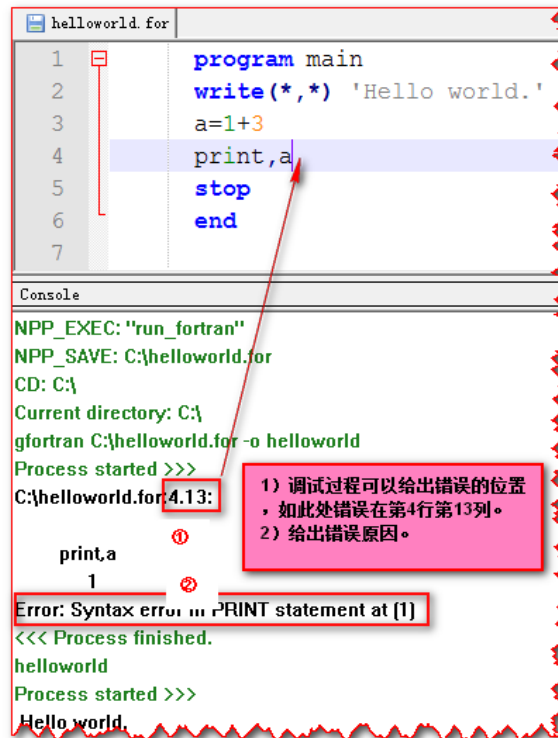 helloworld.for
1 program main
2 write(*,*) 'Hello world.'
3 a=1+3
4 print,a
5 stop
6 end
7
Console
NPP_EXEC: "run_fortran"
NPP_SAVE: C:\helloworld.for
CD: C:\
Current directory: C:\
gfortran C:\helloworld.for -o helloworld
Process started >>>
C:\helloworld.for:4.13:
1）调试过程可以给出错误的位置
，如此处错误在第4行第13列。
2）给出错误原因。
①
print,a
1
②
Error: Syntax error in PRINT statement at (1)
<<< Process finished.
helloworld
Process started >>>
Hello world.